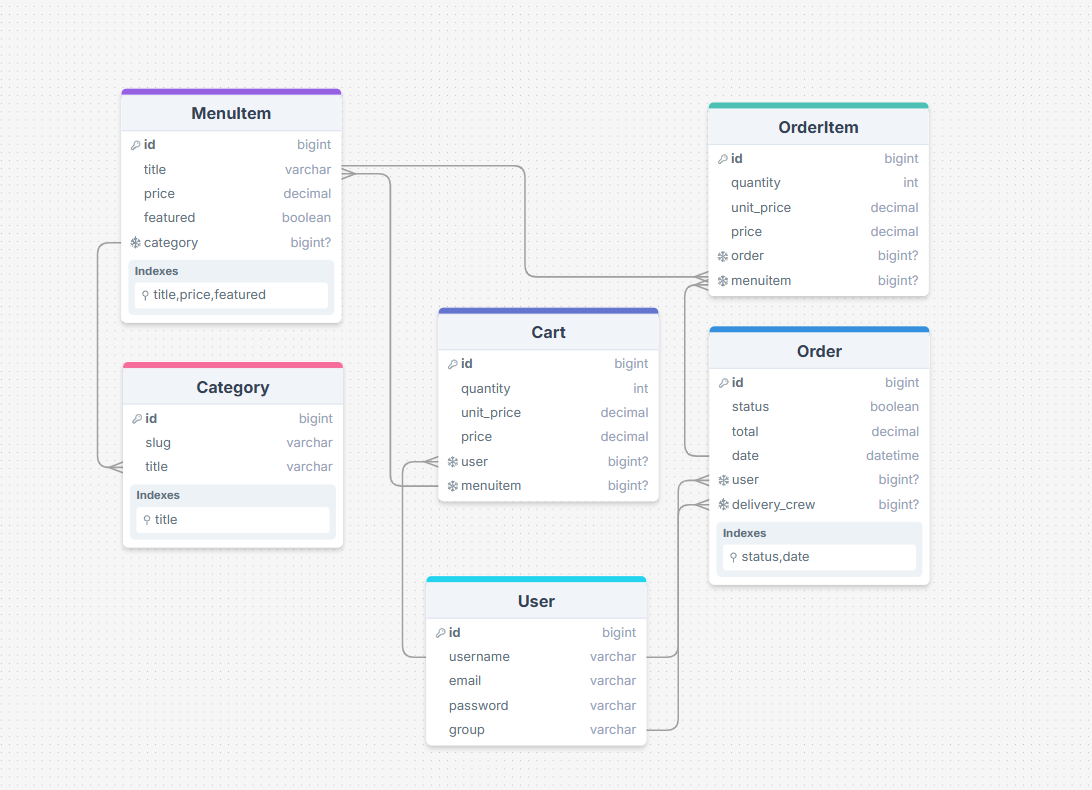 MenuItem
id bigint
title varchar
price decimal
featured boolean
category bigint?
Indexes
title,price,featured
Category
id bigint
slug varchar
title varchar
Indexes
title
Cart
id bigint
quantity int
unit_price decimal
price decimal
user bigint?
menuitem bigint?
User
id bigint
username varchar
email varchar
password varchar
group varchar
OrderItem
id bigint
quantity int
unit_price decimal
price decimal
order bigint?
menuitem bigint?
Order
id bigint
status boolean
total decimal
date datetime
user bigint?
delivery_crew bigint?
Indexes
status,date